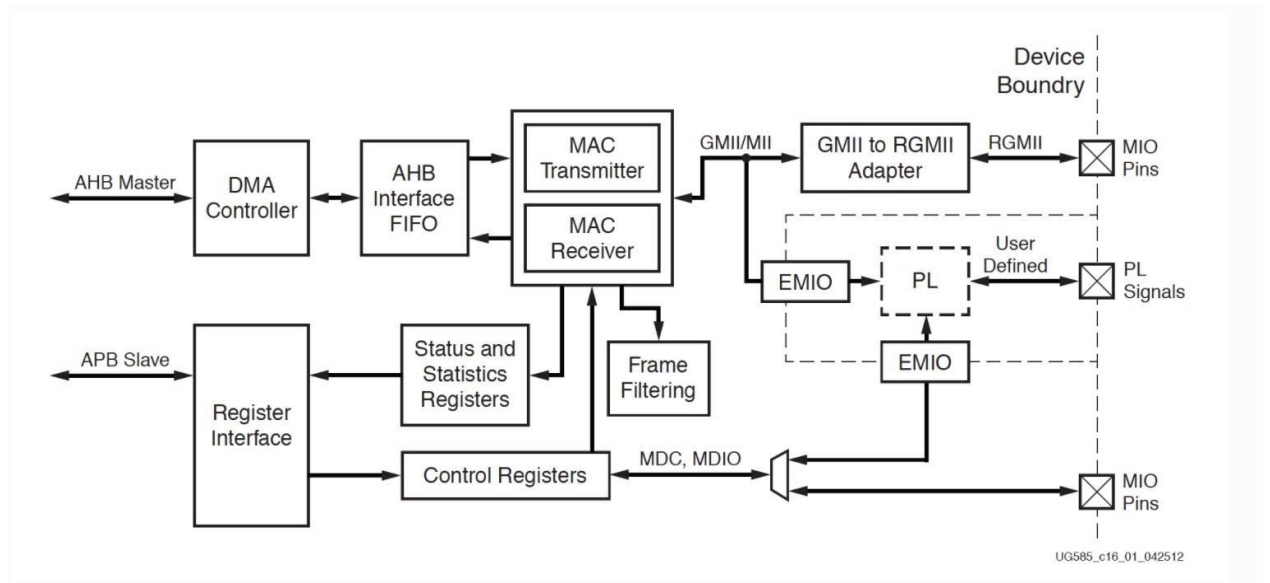 Device
Boundry
MAC
Transmitter
GMII/MII
GMII to RGMII
Adapter
RGMII
MIO
Pins
AHB Master
DMA
Controller
AHB
Interface
FIFO
MAC
Receiver
EMIO
PL
User
Defined
PL
Signals
APB Slave
Register
Interface
Status and
Statistics
Registers
Frame
Filtering
EMIO
Control Registers
MDC, MDIO
MIO
Pins
UG585_c16_01_042512